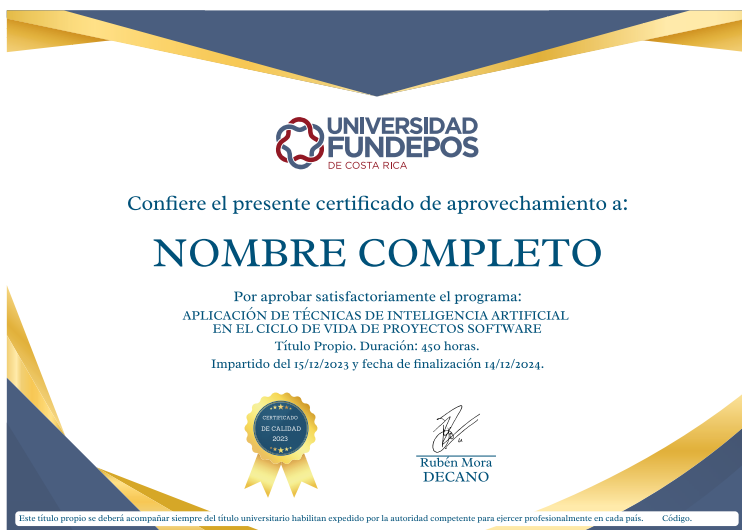 UNIVERSIDAD
FUNDEPOS
DE COSTA RICA
Confiere el presente certificado de aprovechamiento a:
NOMBRE COMPLETO
Por aprobar satisfactoriamente el programa:
APLICACIÓN DE TÉCNICAS DE INTELIGENCIA ARTIFICIAL
EN EL CICLO DE VIDA DE PROYECTOS SOFTWARE
Título Propio. Duración: 450 horas.
Impartido del 15/12/2023 y fecha de finalización 14/12/2024.
CERTIFICADO
DE CALIDAD
2023
Rubén Mora
DECANO
Este título propio se deberá acompañar siempre del título universitario habilitan expedido por la autoridad competente para ejercer profesionalmente en cada país. Código.